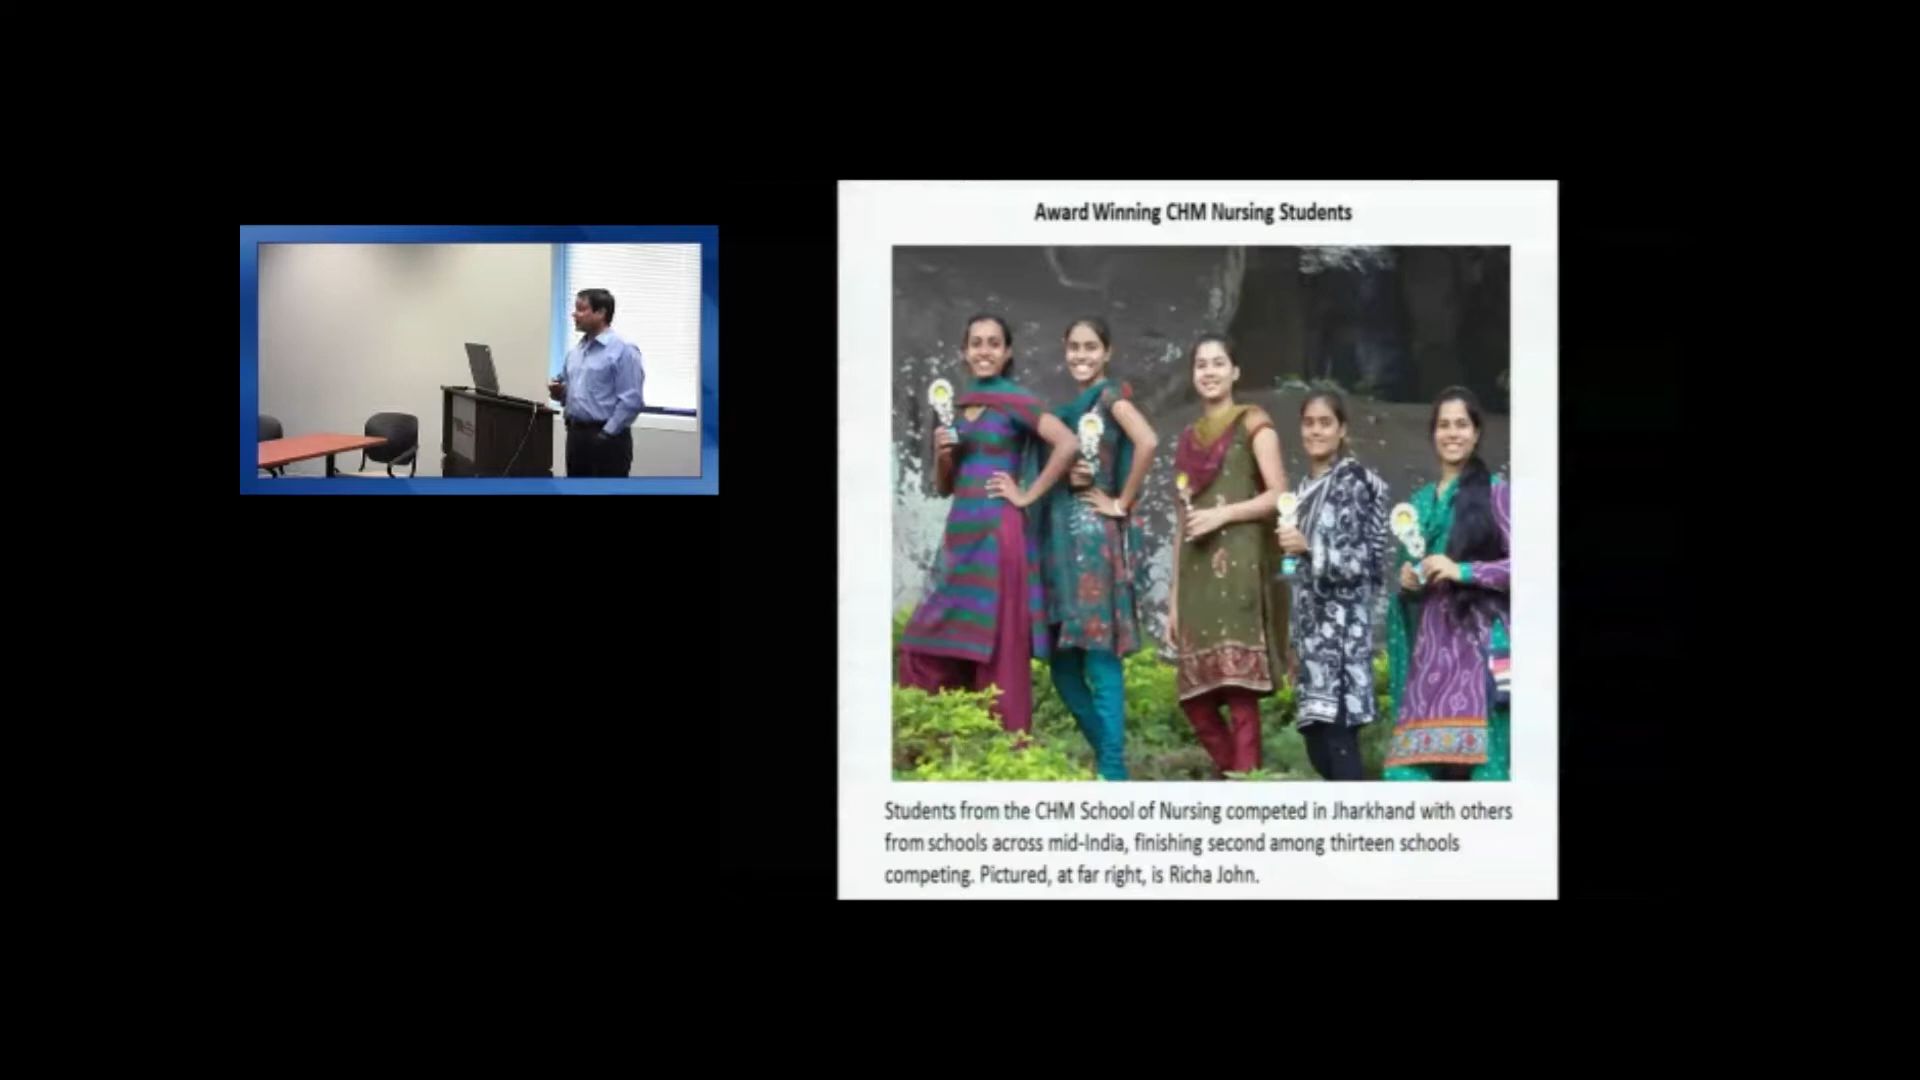 Award Winning CHM Nursing Students
Students from the CHM School of Nursing competed in Jharkhand with others
from schools across mid-India, finishing second among thirteen schools
competing. Pictured, at far right, is Richa John.